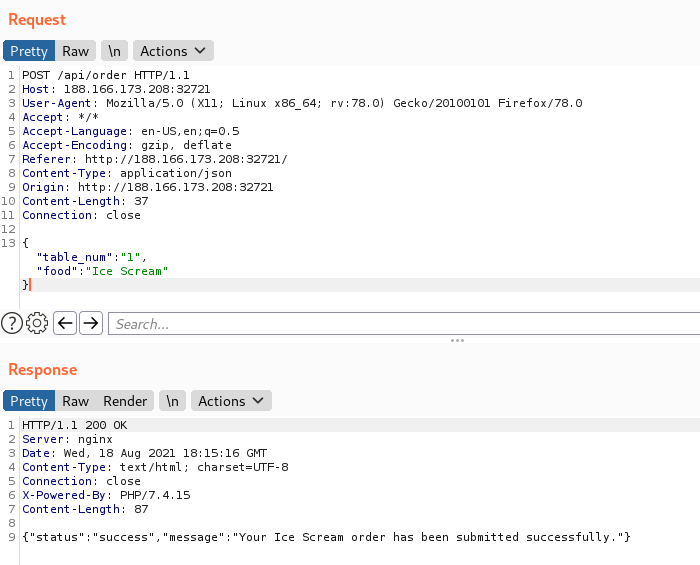 Request
Pretty Raw \n Actions
1 POST /api/order HTTP/1.1
2 Host: 188.166.173.208:32721
3 User-Agent: Mozilla/5.0 (X11; Linux x86_64; rv:78.0) Gecko/20100101 Firefox/78.0
4 Accept: */*
5 Accept-Language: en-US,en;q=0.5
6 Accept-Encoding: gzip, deflate
7 Referer: http://188.166.173.208:32721/
8 Content-Type: application/json
9 Origin: http://188.166.173.208:32721
10 Content-Length: 37
11 Connection: close
12
13 {
"table_num":"1",
"food":"Ice Scream"
}
? Search...
Response
Pretty Raw Render \n Actions
1 HTTP/1.1 200 OK
2 Server: nginx
3 Date: Wed, 18 Aug 2021 18:15:16 GMT
4 Content-Type: text/html; charset=UTF-8
5 Connection: close
6 X-Powered-By: PHP/7.4.15
7 Content-Length: 87
8
9 {"status":"success","message":"Your Ice Scream order has been submitted successfully."}